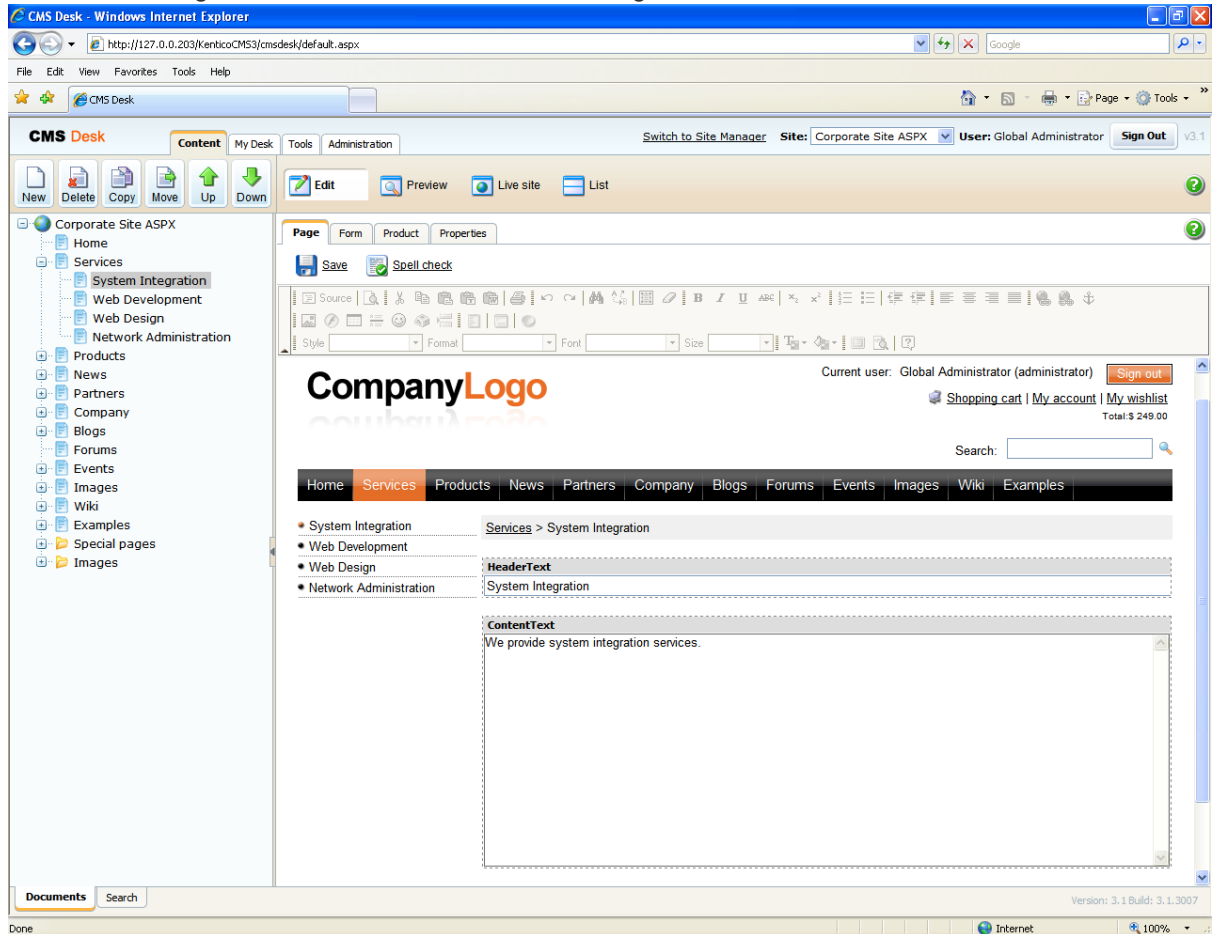 CMS Desk - Windows Internet Explorer
http://127.0.0.203/KenticoCMS3/cmsdesk/default.aspx
Google
File Edit View Favorites Tools Help
CMS Desk
Page Tools
CMS Desk
Content My Desk Tools Administration
Switch to Site Manager Site: Corporate Site ASPX User: Global Administrator Sign Out v3.1
New Delete Copy Move Up Down
Edit Preview Live site List
Corporate Site ASPX
Home
Services
System Integration
Web Development
Web Design
Network Administration
Products
News
Partners
Company
Blogs
Forums
Events
Images
Wiki
Examples
Special pages
Images
Page Form Product Properties
Save Spell check
Source
Style Format Font Size
CompanyLogo
Current user: Global Administrator (administrator) Sign out
Shopping cart | My account | My wishlist
Total:$ 249.00
Search:
Home Services Products News Partners Company Blogs Forums Events Images Wiki Examples
System Integration
Web Development
Web Design
Network Administration
Services > System Integration
HeaderText
System Integration
ContentText
We provide system integration services.
Documents Search
Version: 3.1 Build: 3.1.3007
Done
Internet
100%